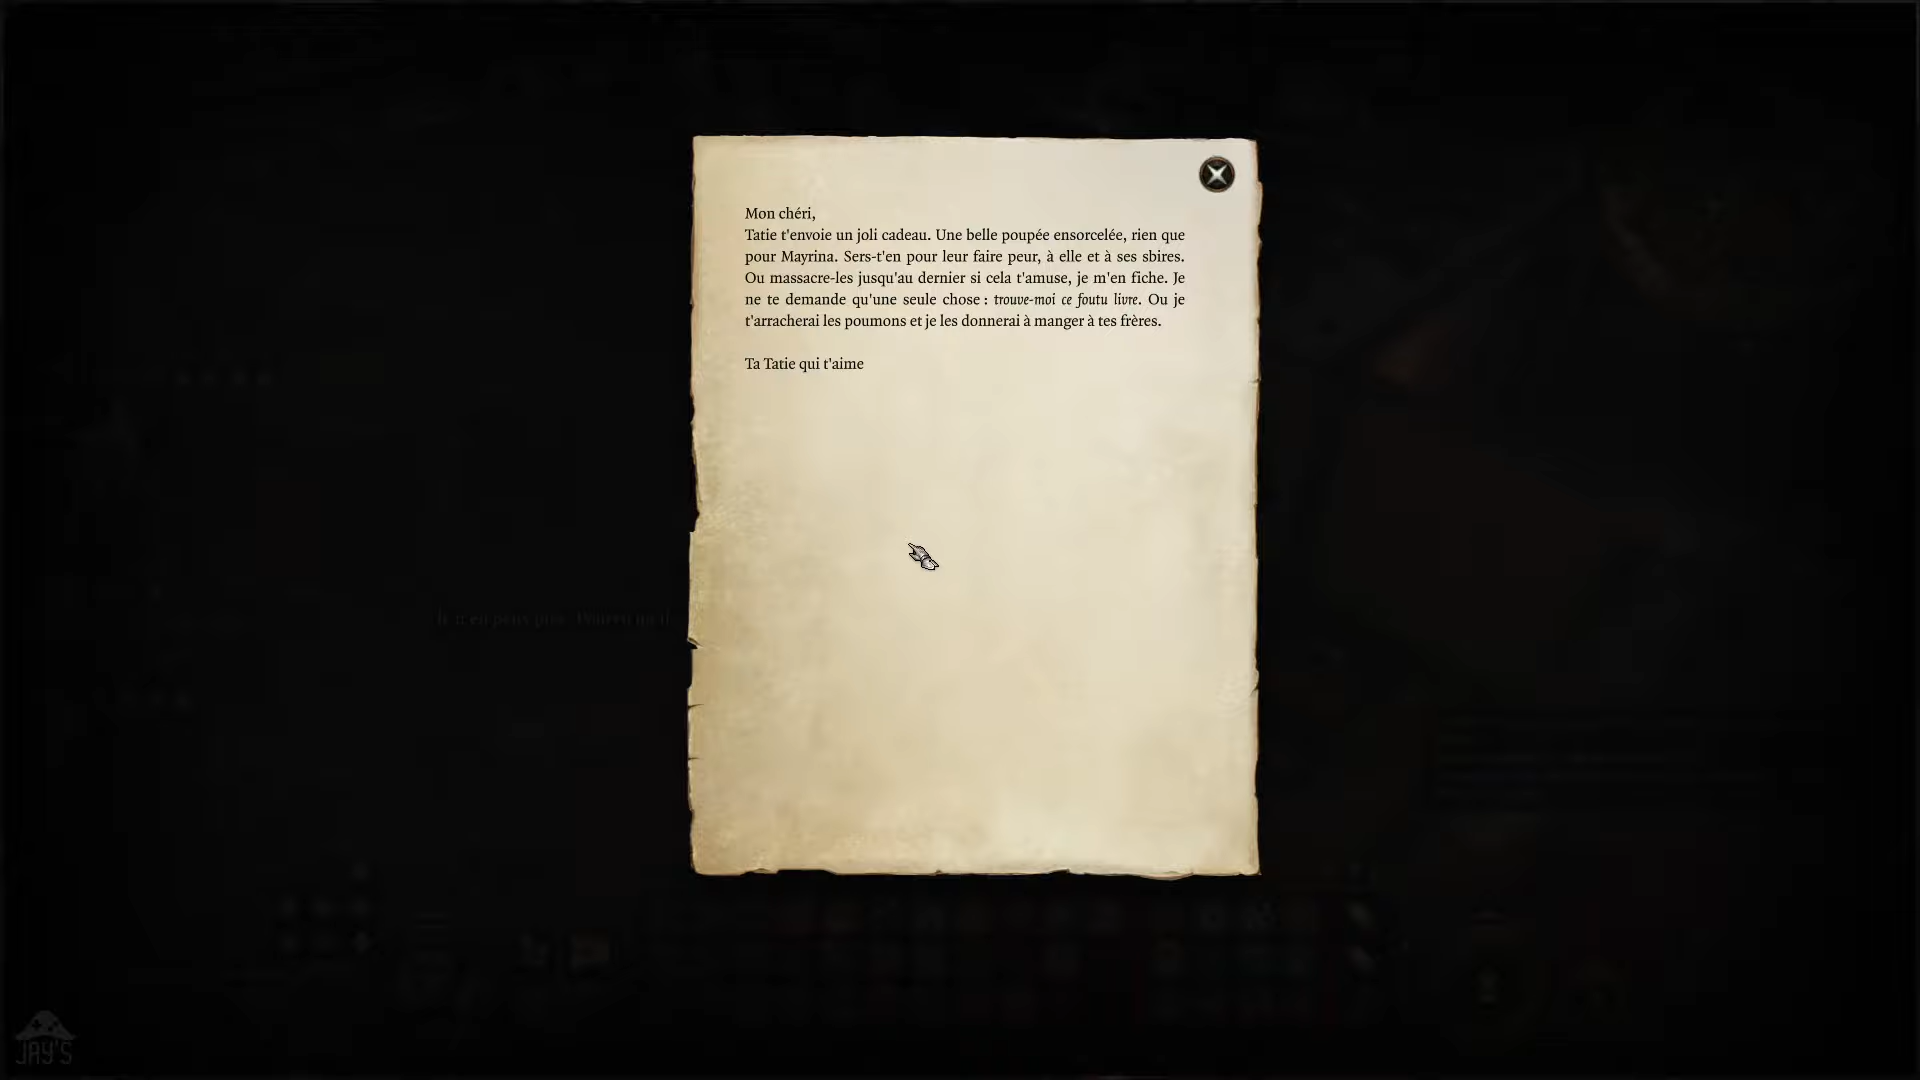 Mon chéri,
Tatie t'envoie un joli cadeau. Une belle poupée ensorcelée, rien que
pour Mayrina. Sers-t'en pour leur faire peur, à elle et à ses sbires.
Ou massacre-les jusqu'au dernier si cela t'amuse, je m'en fiche. Je
ne te demande qu'une seule chose : trouve-moi ce foutu livre. Ou je
t'arracherai les poumons et je les donnerai à manger à tes frères.
Ta Tatie qui t'aime
JAY'S